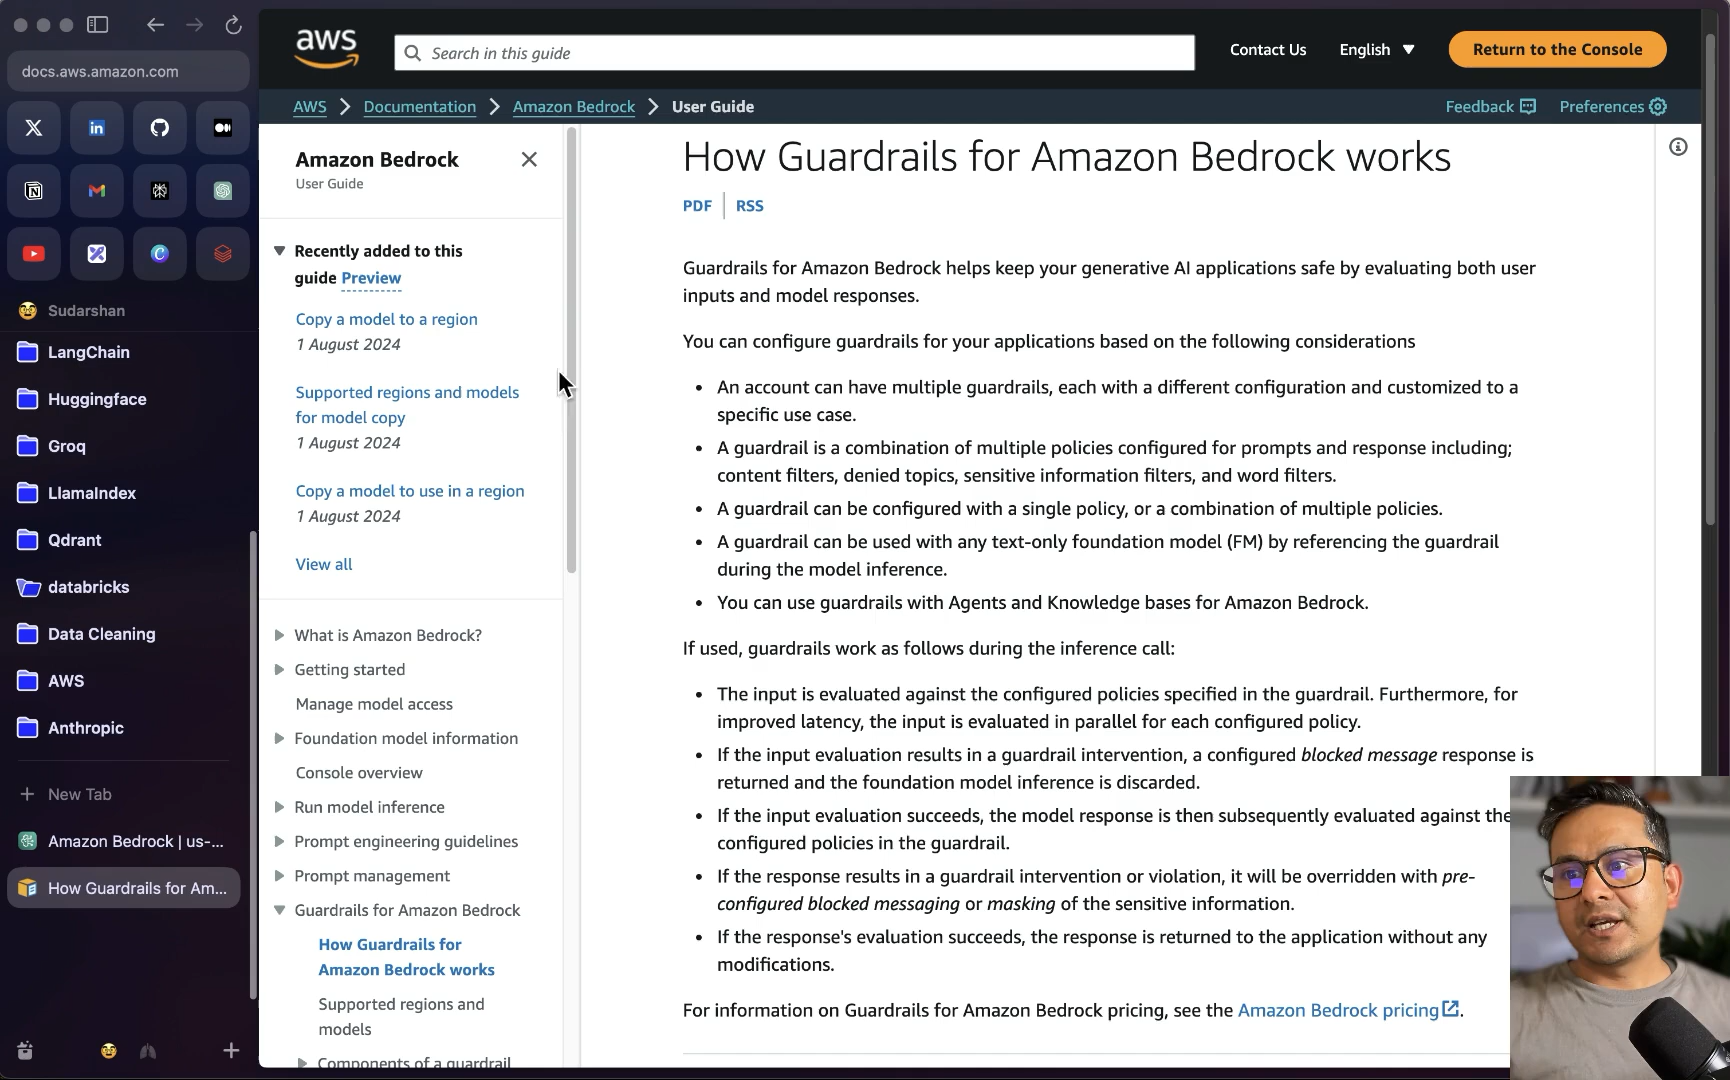 docs.aws.amazon.com
Sudarshan
LangChain
Huggingface
Groq
LlamaIndex
Qdrant
databricks
Data Cleaning
AWS
Anthropic
New Tab
Amazon Bedrock | us-...
How Guardrails for Am...
aws
Search in this guide
Contact Us
English
Return to the Console
AWS
Documentation
Amazon Bedrock
User Guide
Feedback
Preferences
Amazon Bedrock
User Guide
Recently added to this
guide Preview
Copy a model to a region
1 August 2024
Supported regions and models
for model copy
1 August 2024
Copy a model to use in a region
1 August 2024
View all
What is Amazon Bedrock?
Getting started
Manage model access
Foundation model information
Console overview
Run model inference
Prompt engineering guidelines
Prompt management
Guardrails for Amazon Bedrock
How Guardrails for
Amazon Bedrock works
Supported regions and
models
Components of a guardrail
How Guardrails for Amazon Bedrock works
PDF
RSS
Guardrails for Amazon Bedrock helps keep your generative AI applications safe by evaluating both user
inputs and model responses.
You can configure guardrails for your applications based on the following considerations
• An account can have multiple guardrails, each with a different configuration and customized to a
specific use case.
• A guardrail is a combination of multiple policies configured for prompts and response including;
content filters, denied topics, sensitive information filters, and word filters.
• A guardrail can be configured with a single policy, or a combination of multiple policies.
• A guardrail can be used with any text-only foundation model (FM) by referencing the guardrail
during the model inference.
• You can use guardrails with Agents and Knowledge bases for Amazon Bedrock.
If used, guardrails work as follows during the inference call:
• The input is evaluated against the configured policies specified in the guardrail. Furthermore, for
improved latency, the input is evaluated in parallel for each configured policy.
• If the input evaluation results in a guardrail intervention, a configured blocked message response is
returned and the foundation model inference is discarded.
• If the input evaluation succeeds, the model response is then subsequently evaluated against the
configured policies in the guardrail.
• If the response results in a guardrail intervention or violation, it will be overridden with pre-
configured blocked messaging or masking of the sensitive information.
• If the response's evaluation succeeds, the response is returned to the application without any
modifications.
For information on Guardrails for Amazon Bedrock pricing, see the Amazon Bedrock pricing.